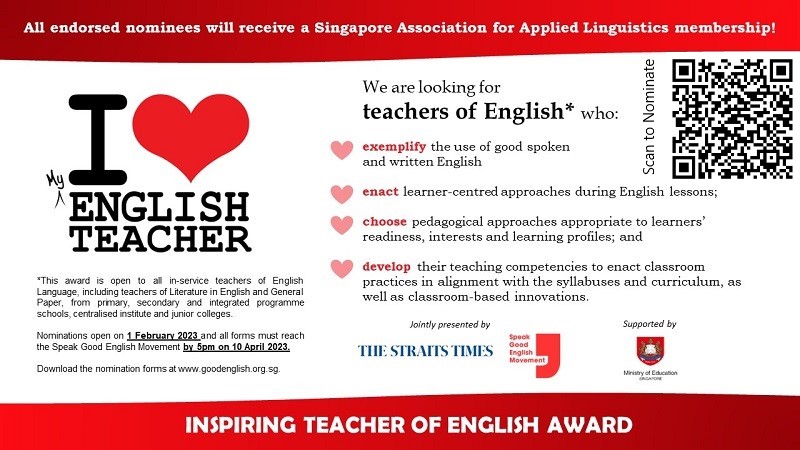 All endorsed nominees will receive a Singapore Association for Applied Linguistics membership!
I
My
ENGLISH
TEACHER
*This award is open to all in-service teachers of English
Language, including teachers of Literature in English and General
Paper, from primary, secondary and integrated programme
schools, centralised institute and junior colleges.
Nominations open on 1 February 2023 and all forms must reach
the Speak Good English Movement by 5pm on 10 April 2023.
Download the nomination forms at www.goodenglish.org.sg.
We are looking for
teachers of English* who:
exemplify the use of good spoken
and written English
enact learner-centred approaches during English lessons;
choose pedagogical approaches appropriate to learners'
readiness, interests and learning profiles; and
develop their teaching competencies to enact classroom
practices in alignment with the syllabuses and curriculum, as
well as classroom-based innovations.
Scan to Nominate
Jointly presented by
THE STRAITS TIMES
Speak
Good
English
Movement
Supported by
Ministry of Education
SINGAPORE
INSPIRING TEACHER OF ENGLISH AWARD